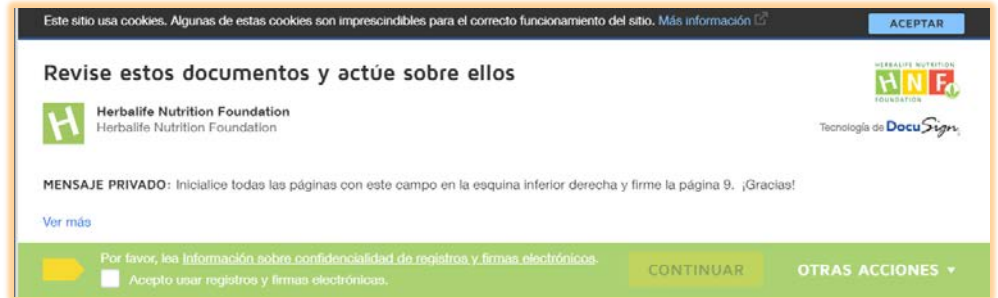 Este sitio usa cookies. Algunas de estas cookies son imprescindibles para el correcto funcionamiento del sitio. Más información
ACEPTAR
Revise estos documentos y actúe sobre ellos
HERBALIFE NUTRITION
HNF
FOUNDATION
H
Herbalife Nutrition Foundation
Herbalife Nutrition Foundation
Tecnología de DocuSign
MENSAJE PRIVADO: Inicialice todas las páginas con este campo en la esquina inferior derecha y firme la página 9. ¡Gracias!
Ver más
Por favor, lea Información sobre confidencialidad de registros y firmas electrónicos.
Acepto usar registros y firmas electrónicas.
CONTINUAR
OTRAS ACCIONES